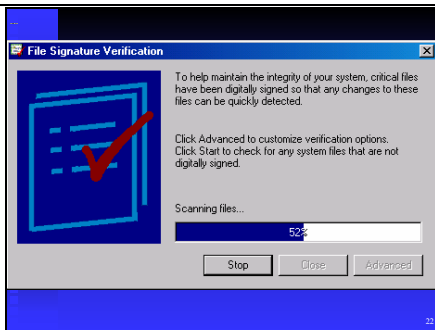 ...
File Signature Verification
To help maintain the integrity of your system, critical files
have been digitally signed so that any changes to these
files can be quickly detected.
Click Advanced to customize verification options.
Click Start to check for any system files that are not
digitally signed.
Scanning files...
52%
Stop Close Advanced
22